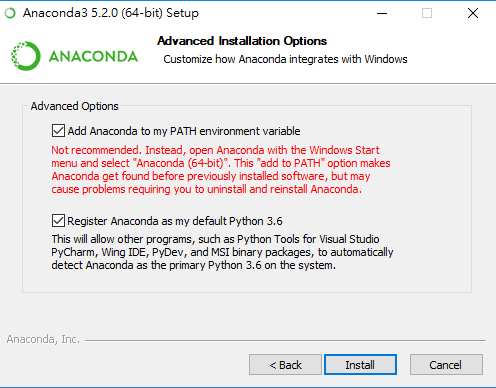 Anaconda3 5.2.0 (64-bit) Setup
Advanced Installation Options
Customize how Anaconda integrates with Windows
ANACONDA
Advanced Options
Add Anaconda to my PATH environment variable
Not recommended. Instead, open Anaconda with the Windows Start
menu and select "Anaconda (64-bit)". This "add to PATH" option makes
Anaconda get found before previously installed software, but may
cause problems requiring you to uninstall and reinstall Anaconda.
Register Anaconda as my default Python 3.6
This will allow other programs, such as Python Tools for Visual Studio
PyCharm, Wing IDE, PyDev, and MSI binary packages, to automatically
detect Anaconda as the primary Python 3.6 on the system.
Anaconda, Inc.
< Back
Install
Cancel